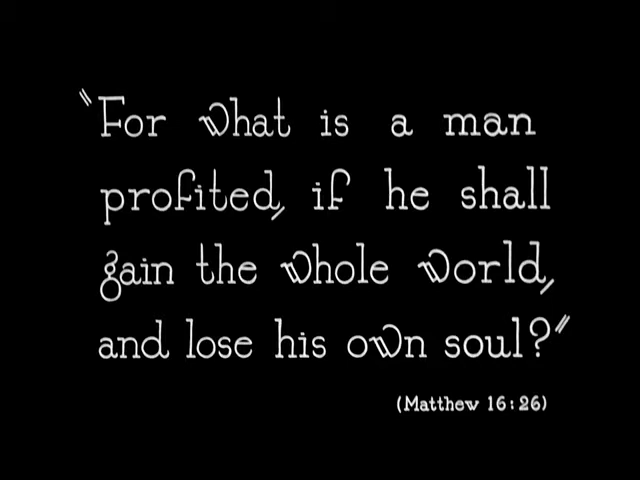 "For what is a man
profited, if he shall
gain the whole world,
and lose his own soul?"
(Matthew 16:26)